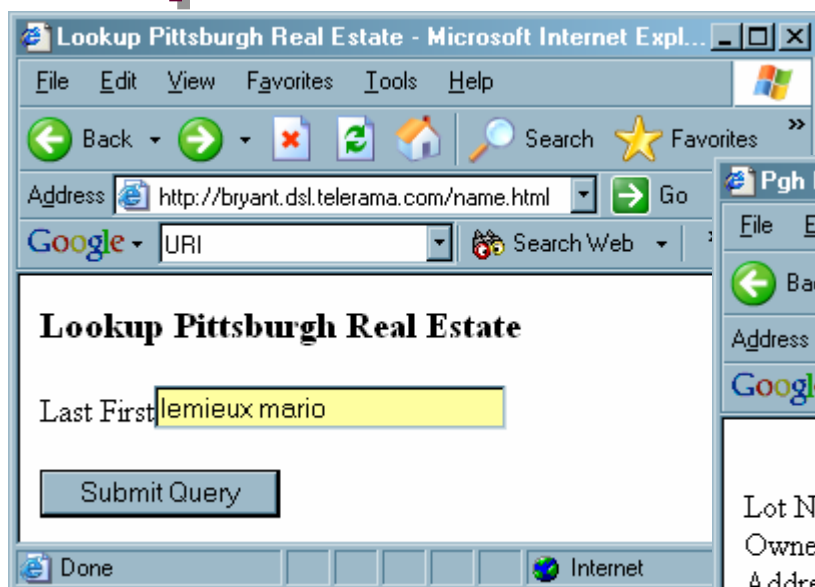 Lookup Pittsburgh Real Estate - Microsoft Internet Expl...
File Edit View Favorites Tools Help
Back Search Favorites »
Address http://bryant.dsl.telerama.com/name.html Go
Google URI Search Web
Lookup Pittsburgh Real Estate
Last First lemieux mario
Submit Query
Done Internet
Pgh
File
Address
Lot